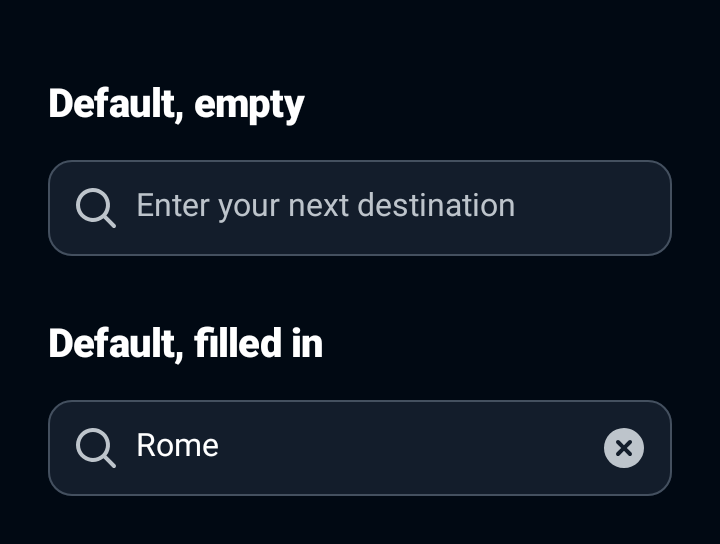 Default, empty
Enter your next destination
Default, filled in
Rome